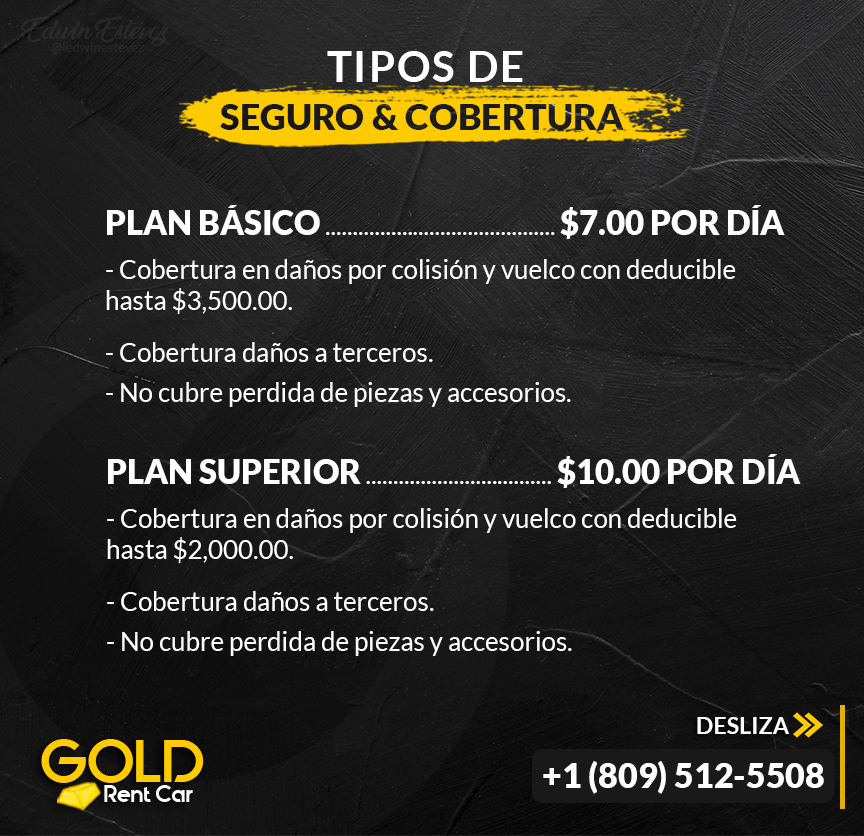 Edwin Estévez
@ledwinestevez
TIPOS DE
SEGURO & COBERTURA
PLAN BÁSICO ........................................... $7.00 POR DÍA
- Cobertura en daños por colisión y vuelco con deducible
hasta $3,500.00.
- Cobertura daños a terceros.
- No cubre perdida de piezas y accesorios.
PLAN SUPERIOR .................................. $10.00 POR DÍA
- Cobertura en daños por colisión y vuelco con deducible
hasta $2,000.00.
- Cobertura daños a terceros.
- No cubre perdida de piezas y accesorios.
DESLIZA
GOLD
Rent Car
+1 (809) 512-5508